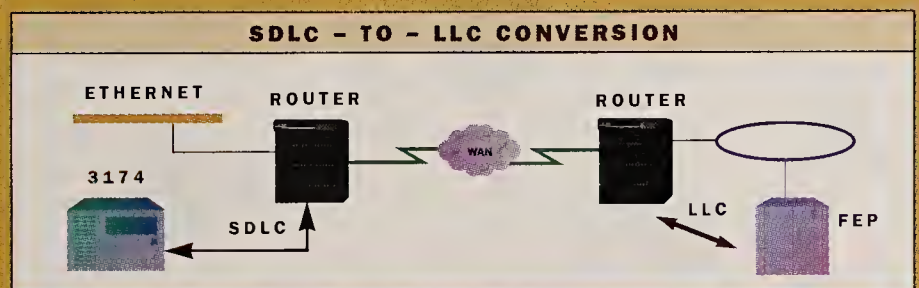 SDLC – TO – LLC CONVERSION
ETHERNET
ROUTER
ROUTER
WAN
3174
SDLC
LLC
FEP